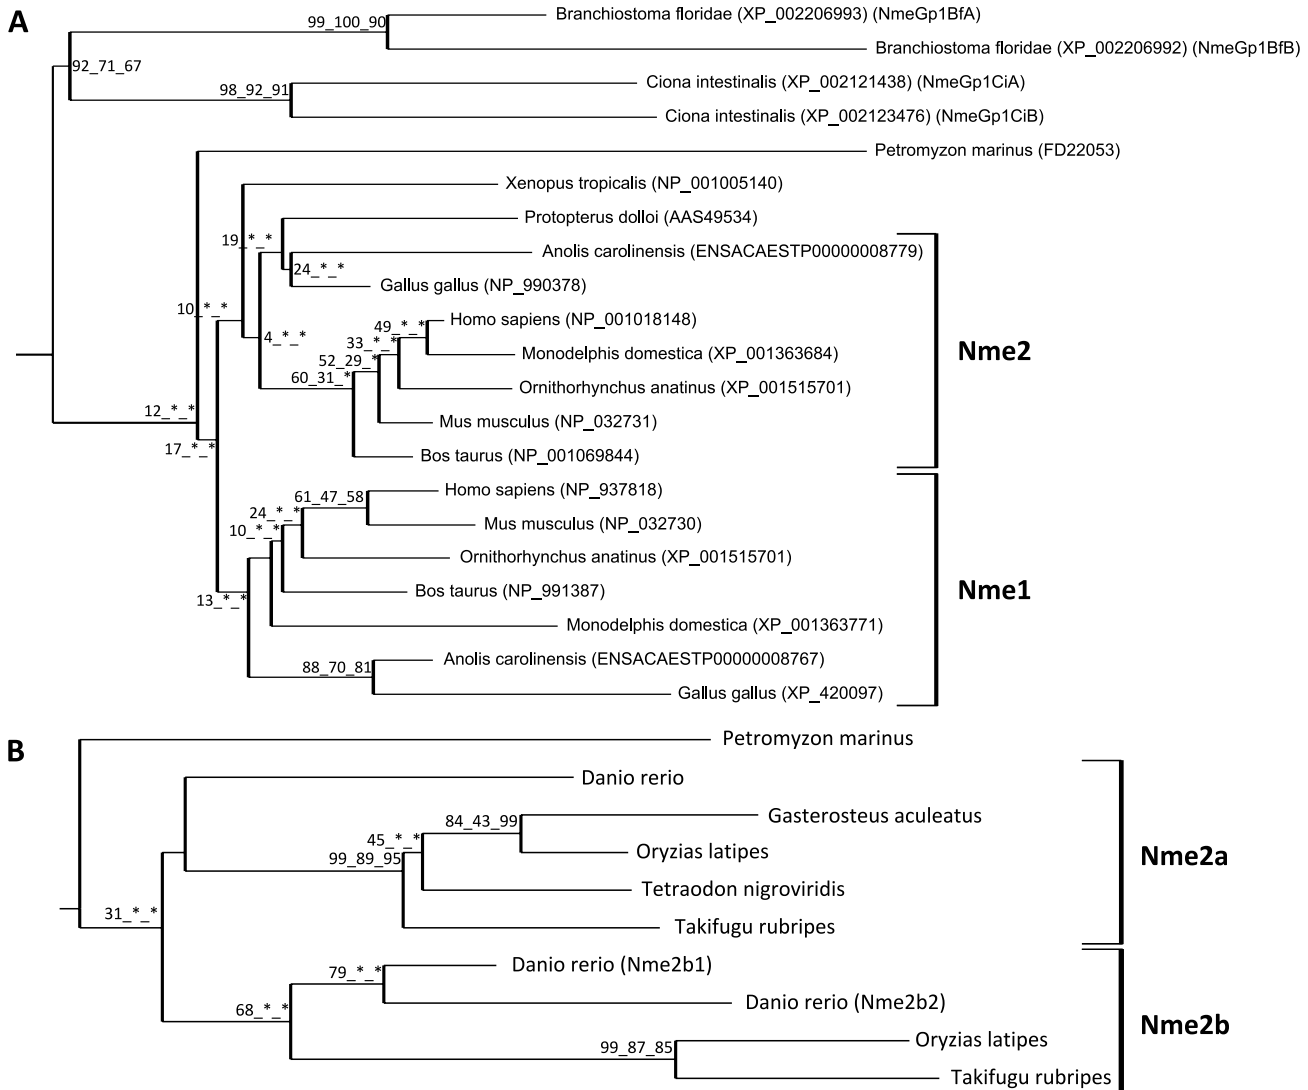 A
99_100_90
Branchiostoma floridae (XP_002206993) (NmeGp1BfA)
Branchiostoma floridae (XP_002206992) (NmeGp1BfB)
92_71_67
98_92_91
Ciona intestinalis (XP_002121438) (NmeGp1CiA)
Ciona intestinalis (XP_002123476) (NmeGp1CiB)
Petromyzon marinus (FD22053)
Xenopus tropicalis (NP_001005140)
Protopterus dolloi (AAS49534)
19_*_*
Anolis carolinensis (ENSACAESTP00000008779)
24_*_*
Gallus gallus (NP_990378)
10_*_*
Homo sapiens (NP_001018148)
49_*_*
4_*_*
33_*_*
Monodelphis domestica (XP_001363684)
Nme2
52_29_*
60_31_*
Ornithorhynchus anatinus (XP_001515701)
12_*_*
Mus musculus (NP_032731)
17_*_*
Bos taurus (NP_001069844)
61_47_58
Homo sapiens (NP_937818)
24_*_*
Mus musculus (NP_032730)
10_*_*
Ornithorhynchus anatinus (XP_001515701)
Nme1
13_*_*
Bos taurus (NP_991387)
Monodelphis domestica (XP_001363771)
88_70_81
Anolis carolinensis (ENSACAESTP00000008767)
Gallus gallus (XP_420097)
B
Petromyzon marinus
Danio rerio
84_43_99
Gasterosteus aculeatus
45_*_*
99_89_95
Oryzias latipes
Nme2a
Tetraodon nigroviridis
31_*_*
Takifugu rubripes
79_*_*
Danio rerio (Nme2b1)
68_*_*
Danio rerio (Nme2b2)
Nme2b
99_87_85
Oryzias latipes
Takifugu rubripes